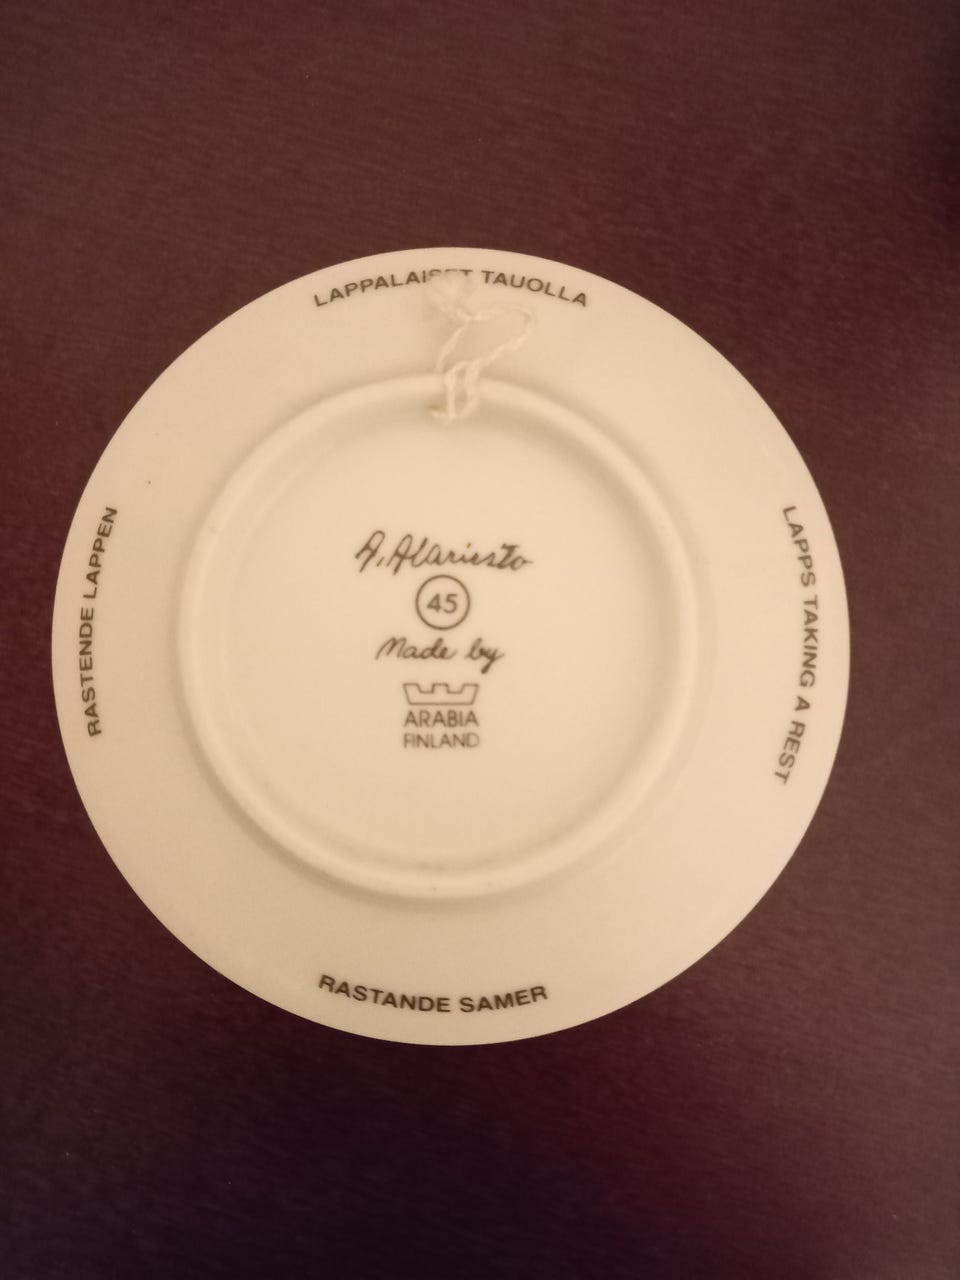 LAPPALAISET TAUOLLA
LAPPS TAKING A REST
RASTANDE SAMER
RASTENDE LAPPEN
A. Alariesto
45
Made by
ARABIA
FINLAND